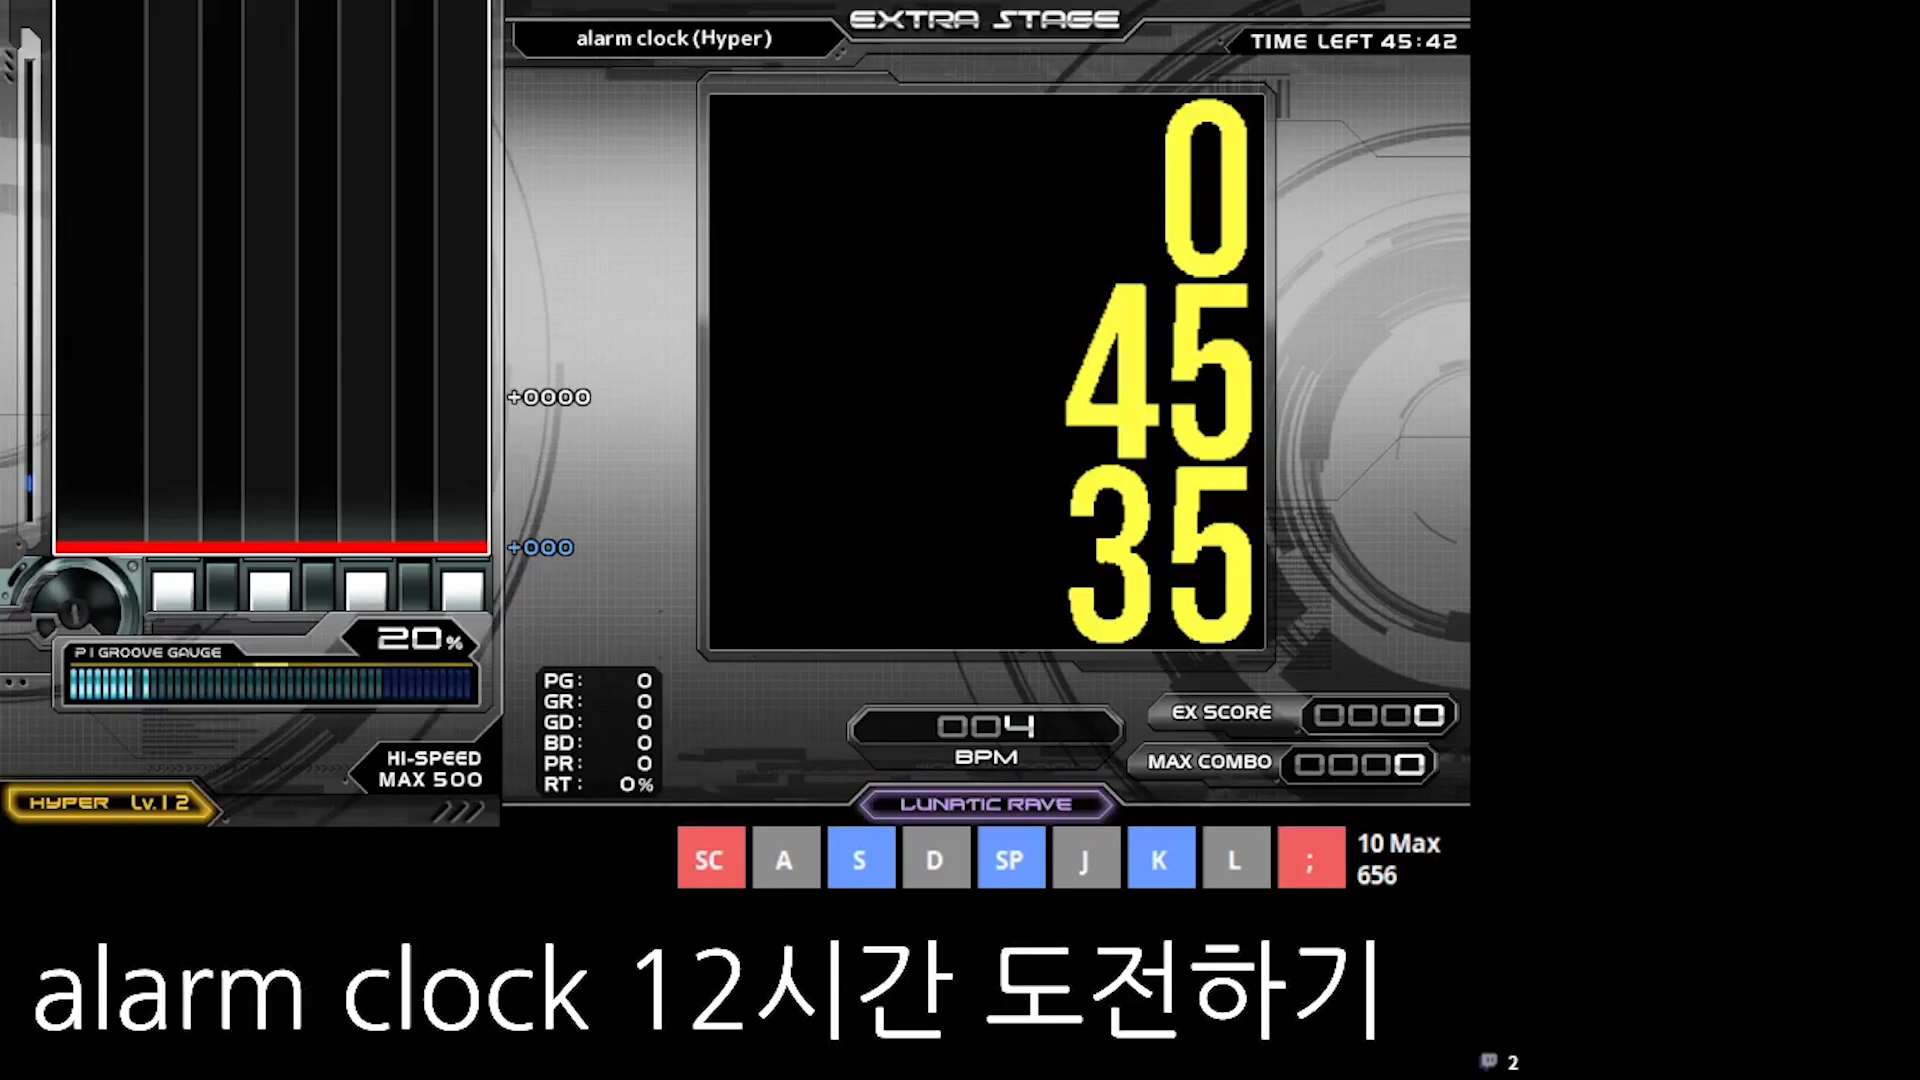 EXTRA STAGE
alarm clock (Hyper)
TIME LEFT 45:42
0
45
35
+0000
+000
20%
P1 GROOVE GAUGE
PG: 0
GR: 0
GD: 0
BD: 0
PR: 0
RT: 0%
004
BPM
EX SCORE 0000
MAX COMBO 0000
HI-SPEED
MAX 500
HYPER Lv.12
LUNATIC RAVE
SC A S D SP J K L ;
10 Max
656
alarm clock 12시간 도전하기
2